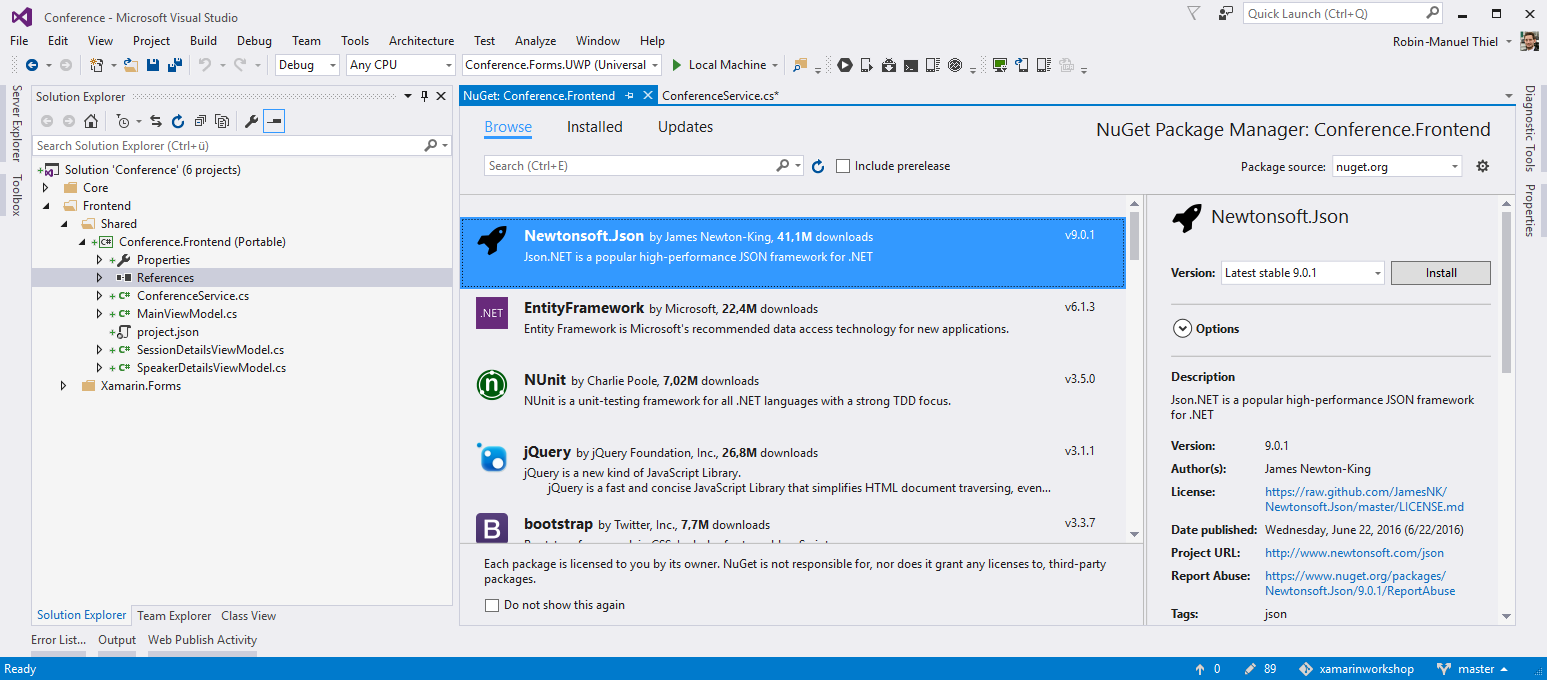 Conference - Microsoft Visual Studio
Quick Launch (Ctrl+Q)
File Edit View Project Build Debug Team Tools Architecture Test Analyze Window Help
Robin-Manuel Thiel
Debug Any CPU Conference.Forms.UWP (Universal Local Machine
Server Explorer
Toolbox
Solution Explorer
Search Solution Explorer (Ctrl+ü)
Solution 'Conference' (6 projects)
Core
Frontend
Shared
Conference.Frontend (Portable)
Properties
References
ConferenceService.cs
MainViewModel.cs
project.json
SessionDetailsViewModel.cs
SpeakerDetailsViewModel.cs
Xamarin.Forms
Solution Explorer Team Explorer Class View
NuGet: Conference.Frontend ConferenceService.cs*
Browse Installed Updates
NuGet Package Manager: Conference.Frontend
Search (Ctrl+E)
Include prerelease
Package source: nuget.org
Newtonsoft.Json by James Newton-King, 41,1M downloads v9.0.1
Json.NET is a popular high-performance JSON framework for .NET
.NET
EntityFramework by Microsoft, 22,4M downloads v6.1.3
Entity Framework is Microsoft's recommended data access technology for new applications.
n
NUnit by Charlie Poole, 7,02M downloads v3.5.0
NUnit is a unit-testing framework for all .NET languages with a strong TDD focus.
jQuery by jQuery Foundation, Inc., 26,8M downloads v3.1.1
jQuery is a new kind of JavaScript Library.
jQuery is a fast and concise JavaScript Library that simplifies HTML document traversing, even...
B
bootstrap by Twitter, Inc., 7,7M downloads v3.3.7
Each package is licensed to you by its owner. NuGet is not responsible for, nor does it grant any licenses to, third-party
packages.
Do not show this again
Newtonsoft.Json
Version: Latest stable 9.0.1 Install
Options
Description
Json.NET is a popular high-performance JSON framework
for .NET
Version: 9.0.1
Author(s): James Newton-King
License: https://raw.github.com/JamesNK/
Newtonsoft.Json/master/LICENSE.md
Date published: Wednesday, June 22, 2016 (6/22/2016)
Project URL: http://www.newtonsoft.com/json
Report Abuse: https://www.nuget.org/packages/
Newtonsoft.Json/9.0.1/ReportAbuse
Tags: json
Diagnostic Tools
Properties
Error List... Output Web Publish Activity
Ready
0 89 xamarinworkshop master